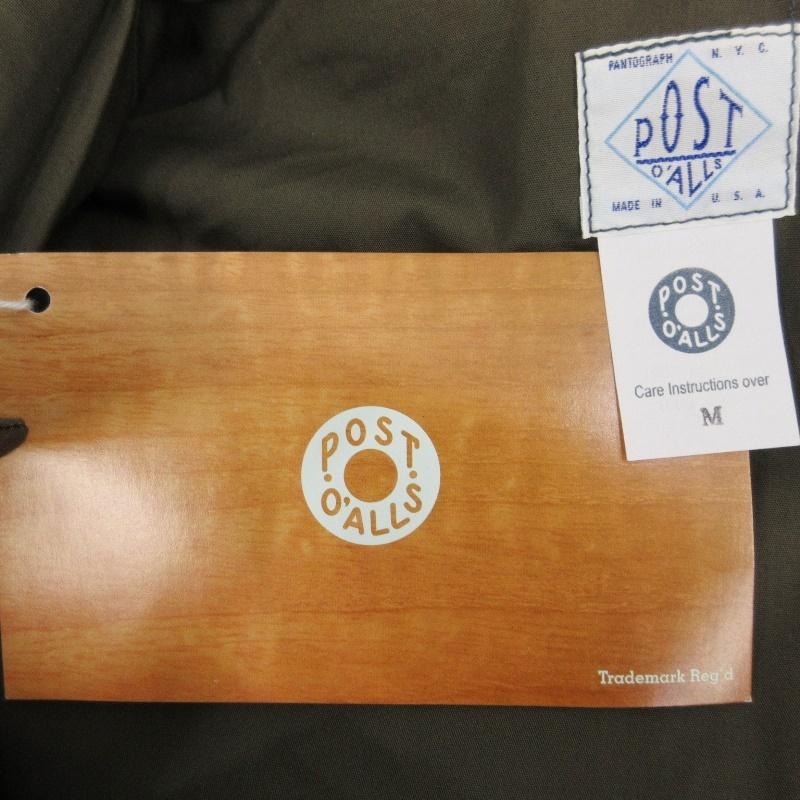 PANTOGRAPH N. Y. C.
POST
O'ALLS
MADE IN U. S. A.
POST
O'ALLS
Care Instructions over
M
POST
O'ALLS
Trademark Reg'd